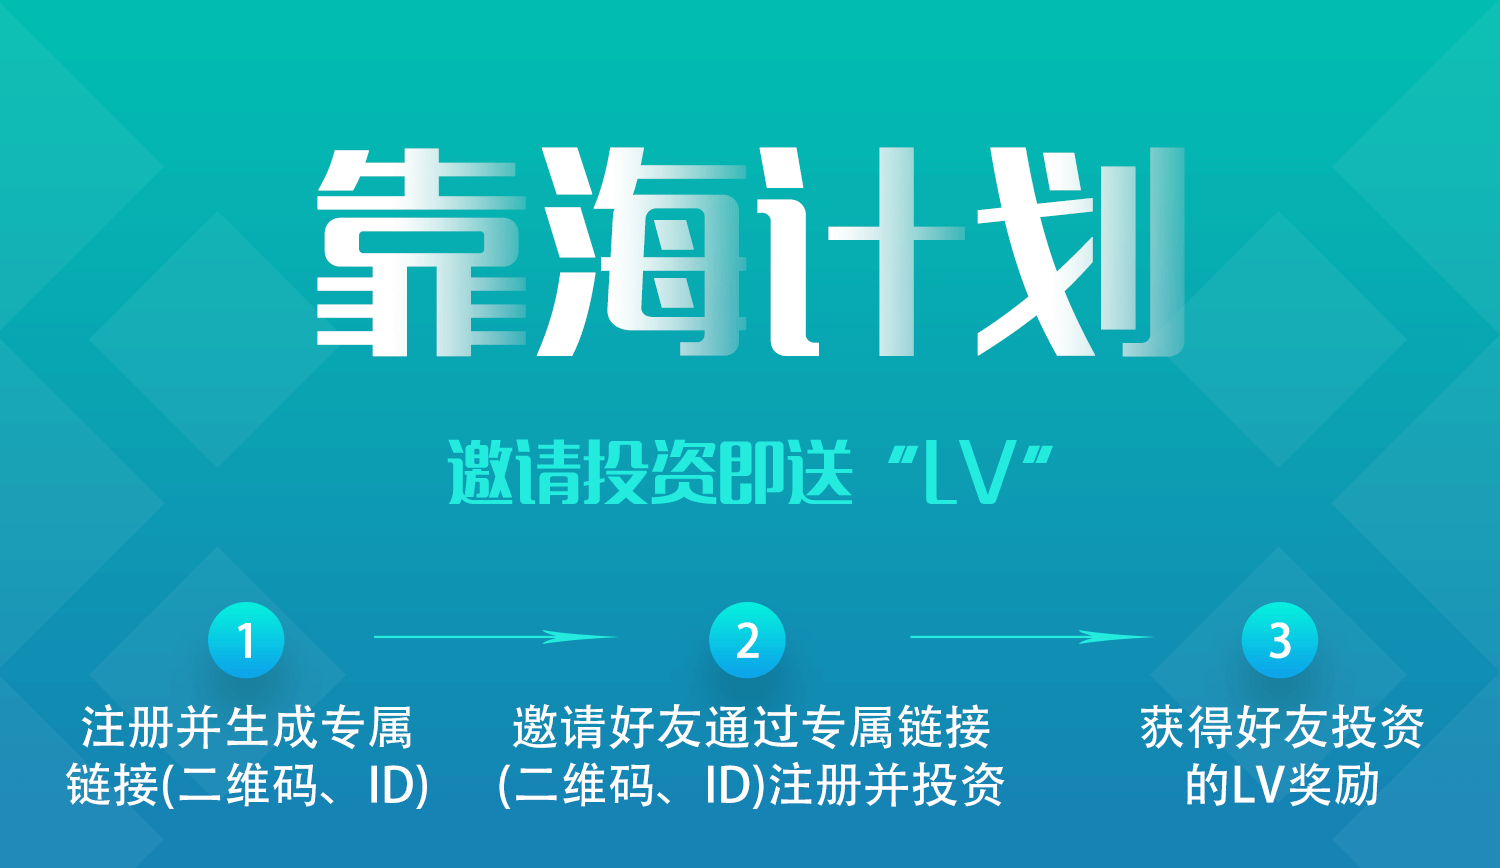 靠海计划
邀请投资即送 “LV”
1
2
3
注册并生成专属
链接(二维码、ID)
邀请好友通过专属链接
(二维码、ID)注册并投资
获得好友投资
的LV奖励